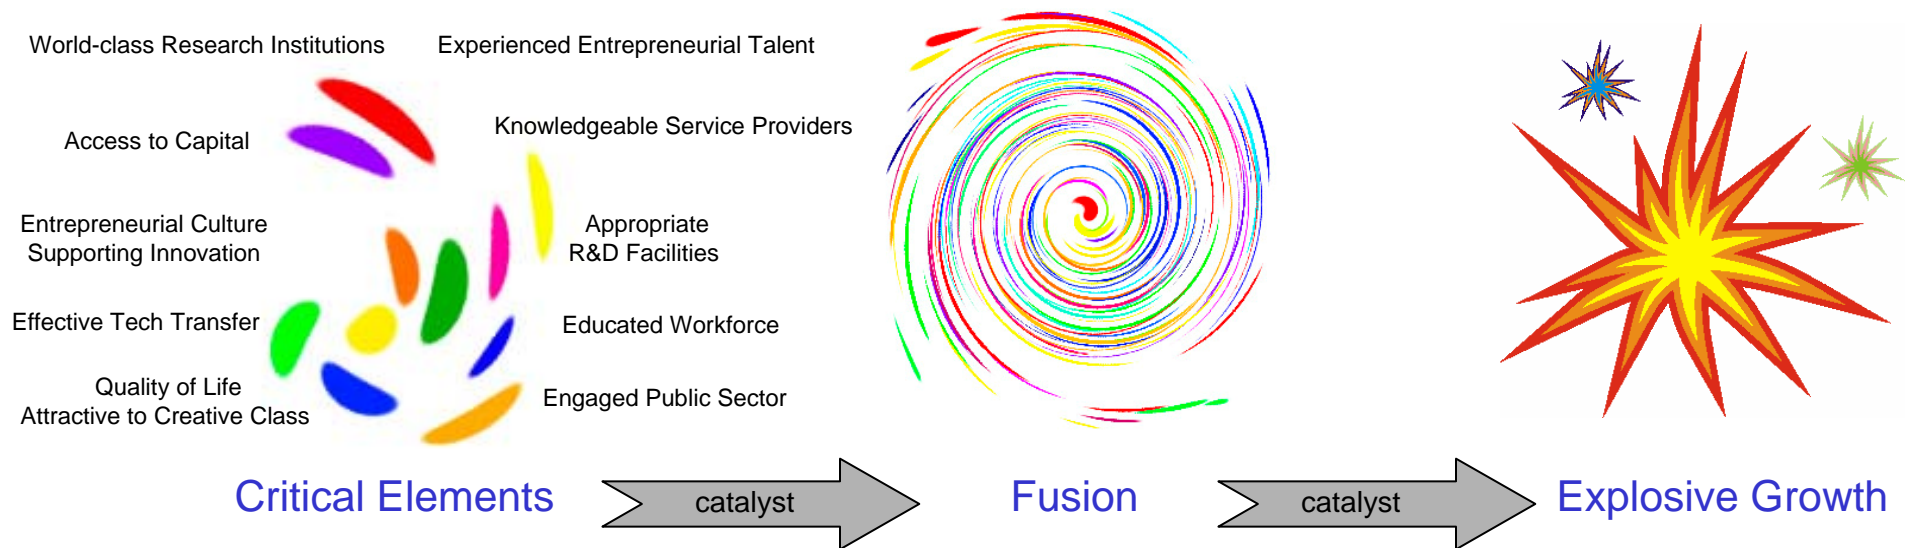 World-class Research Institutions
Experienced Entrepreneurial Talent
Access to Capital
Knowledgeable Service Providers
Entrepreneurial Culture
Supporting Innovation
Appropriate
R&D Facilities
Effective Tech Transfer
Educated Workforce
Quality of Life
Attractive to Creative Class
Engaged Public Sector
Critical Elements
catalyst
Fusion
catalyst
Explosive Growth